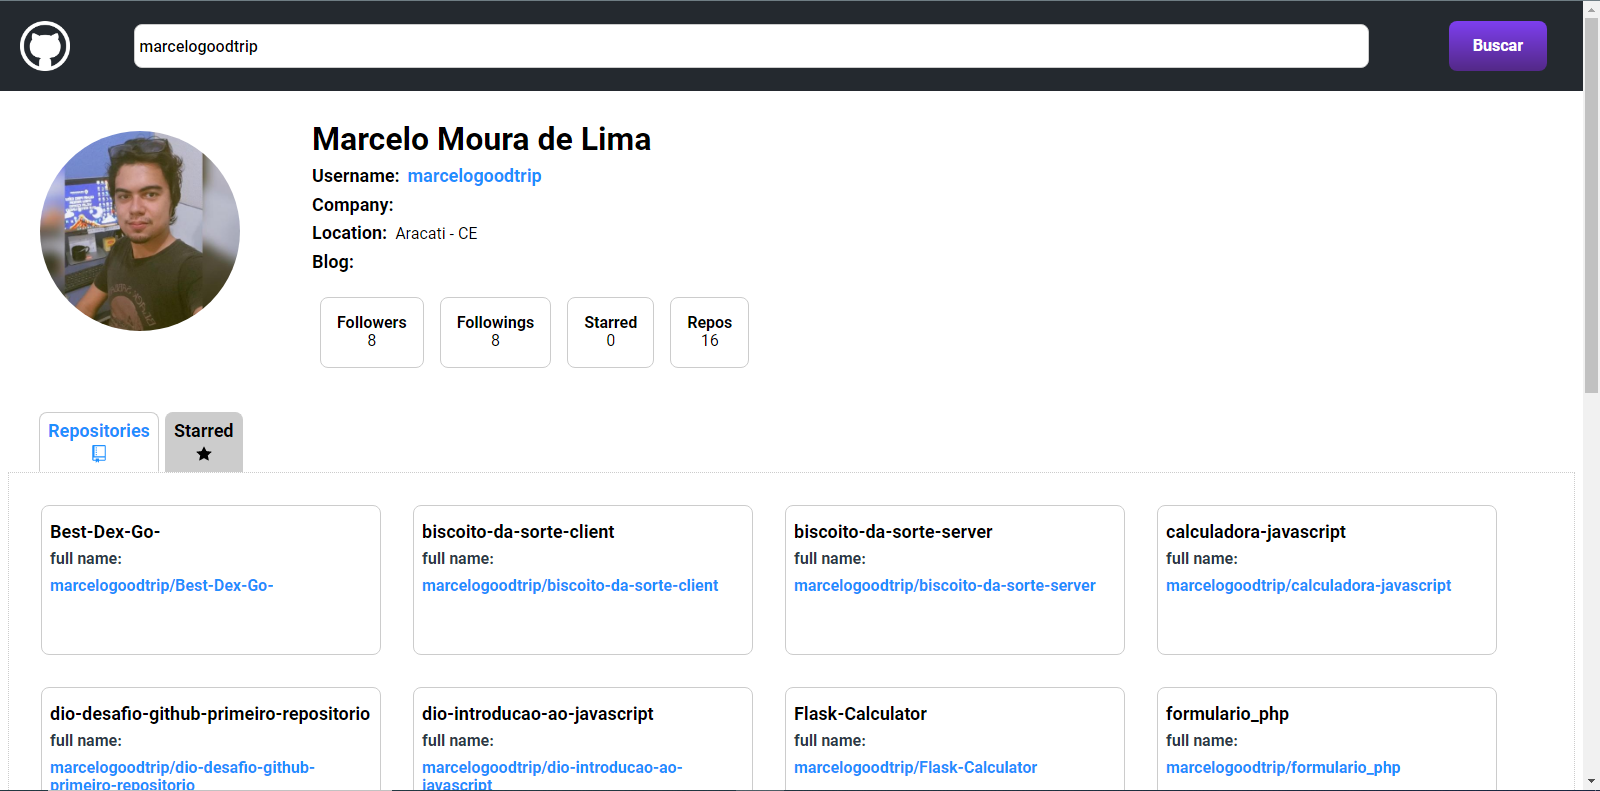 marcelogoodtrip
Buscar
Marcelo Moura de Lima
Username: marcelogoodtrip
Company:
Location: Aracati - CE
Blog:
Followers
8
Followings
8
Starred
0
Repos
16
Repositories
Starred
Best-Dex-Go-
full name:
marcelogoodtrip/Best-Dex-Go-
biscoito-da-sorte-client
full name:
marcelogoodtrip/biscoito-da-sorte-client
biscoito-da-sorte-server
full name:
marcelogoodtrip/biscoito-da-sorte-server
calculadora-javascript
full name:
marcelogoodtrip/calculadora-javascript
dio-desafio-github-primeiro-repositorio
full name:
marcelogoodtrip/dio-desafio-github-
primeiro-repositorio
dio-introducao-ao-javascript
full name:
marcelogoodtrip/dio-introducao-ao-
javascript
Flask-Calculator
full name:
marcelogoodtrip/Flask-Calculator
formulario_php
full name:
marcelogoodtrip/formulario_php